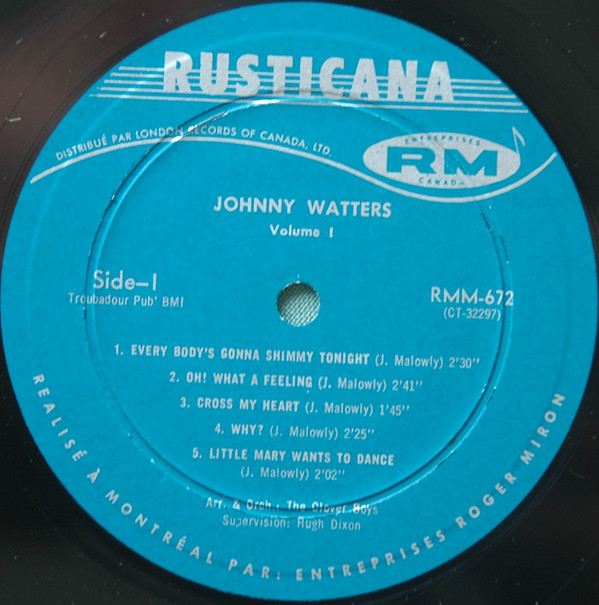 RUSTICANA
DISTRIBUÉ PAR LONDON RECORDS OF CANADA, LTD.
ENTREPRISES
RM
CANADA
JOHNNY WATTERS
Volume I
Side-I
Troubadour Pub' BMI
RMM-672
(CT-32297)
1. EVERY BODY'S GONNA SHIMMY TONIGHT (J. Malowly) 2'30"
2. OH! WHAT A FEELING (J. Malowly) 2'41"
3. CROSS MY HEART (J. Malowly) 1'45"
4. WHY? (J. Malowly) 2'25"
5. LITTLE MARY WANTS TO DANCE
(J. Malowly) 2'02"
Arr. & Orch.: The Clover Boys
Supervision: Hugh Dixon
REALISÉ À MONTRÉAL PAR: ENTREPRISES ROGER MIRON